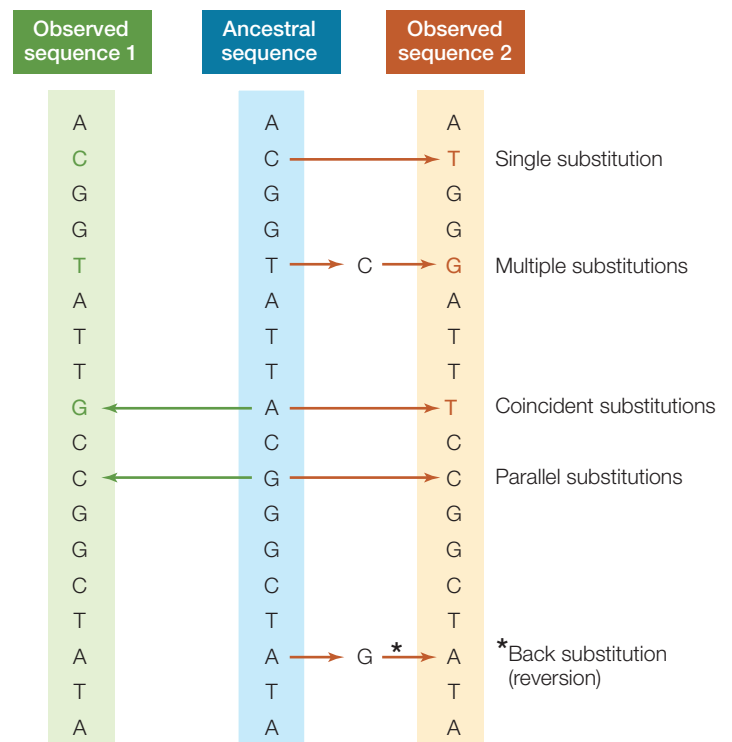 Observed sequence 1
Ancestral sequence
Observed sequence 2
A A A
C C T Single substitution
G G G
G G G
T T C G Multiple substitutions
A A A
T T T
T T T
G A T Coincident substitutions
C C C
C G C Parallel substitutions
G G G
G G G
C C C
T T T
A A G * A *Back substitution
(reversion)
T T T
A A A